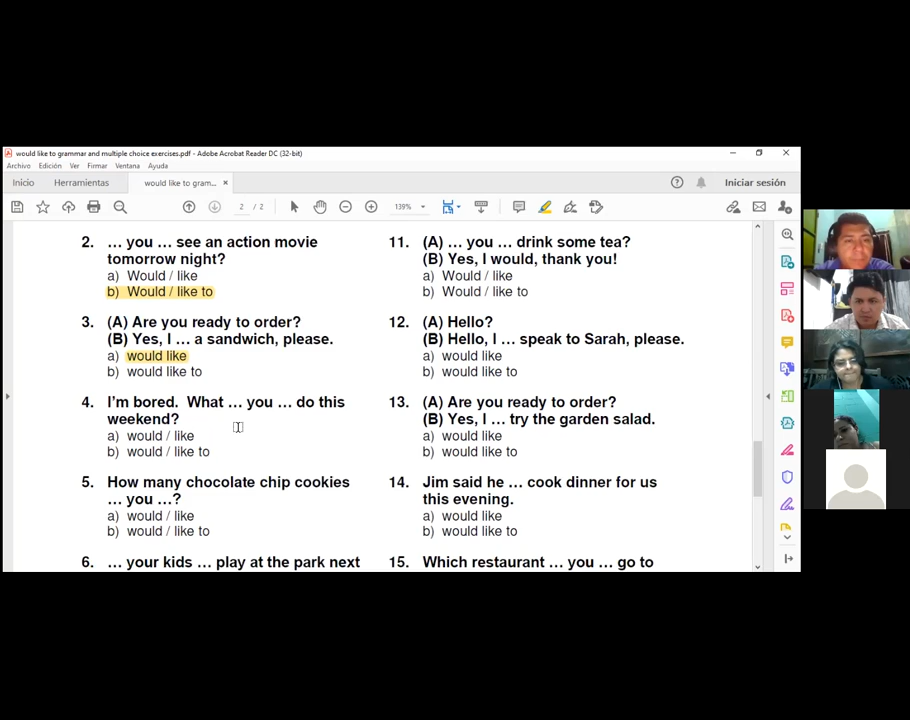 would like to grammar and multiple choice exercises.pdf - Adobe Acrobat Reader DC (32-bit)
Archivo Edición Ver Firmar Ventana Ayuda
Inicio Herramientas would like to gram... × Iniciar sesión
2 / 2 139%
2. ... you ... see an action movie
tomorrow night?
a) Would / like
b) Would / like to
3. (A) Are you ready to order?
(B) Yes, I ... a sandwich, please.
a) would like
b) would like to
4. I'm bored. What ... you ... do this
weekend?
a) would / like
b) would / like to
5. How many chocolate chip cookies
... you ...?
a) would / like
b) would / like to
6. ... your kids ... play at the park next
11. (A) ... you ... drink some tea?
(B) Yes, I would, thank you!
a) Would / like
b) Would / like to
12. (A) Hello?
(B) Hello, I ... speak to Sarah, please.
a) would like
b) would like to
13. (A) Are you ready to order?
(B) Yes, I ... try the garden salad.
a) would like
b) would like to
14. Jim said he ... cook dinner for us
this evening.
a) would like
b) would like to
15. Which restaurant ... you ... go to